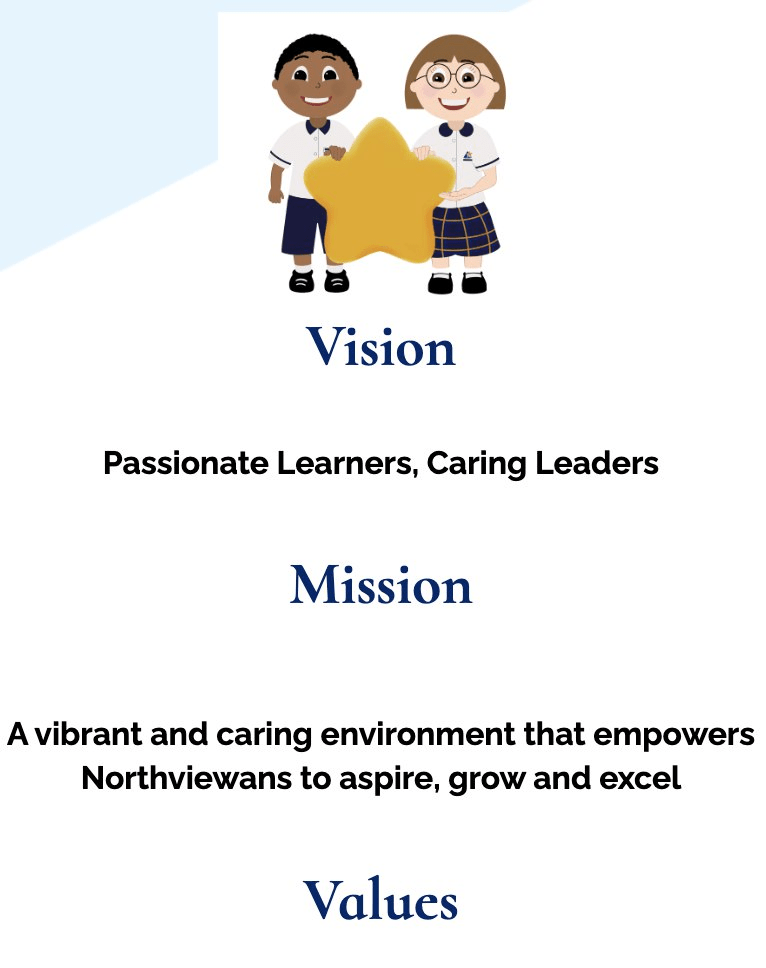 Vision
Passionate Learners, Caring Leaders
Mission
A vibrant and caring environment that empowers
Northviewans to aspire, grow and excel
Values